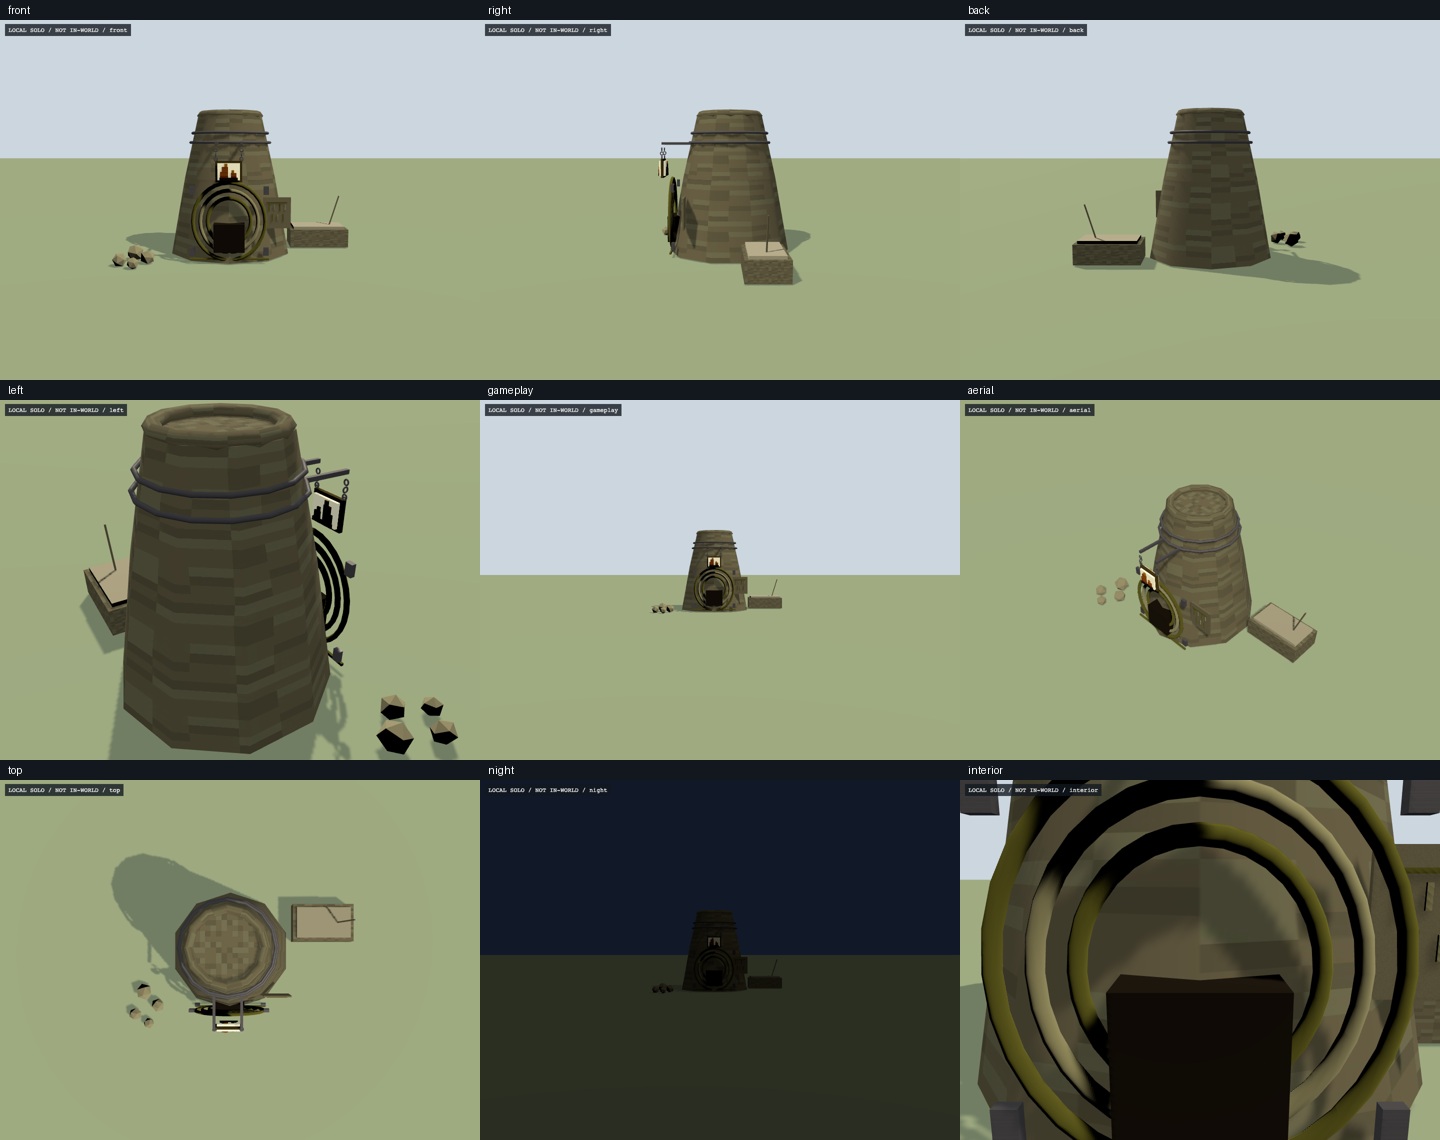 front
LOCAL SOLO / NOT IN-WORLD / front
right
LOCAL SOLO / NOT IN-WORLD / right
back
LOCAL SOLO / NOT IN-WORLD / back
left
LOCAL SOLO / NOT IN-WORLD / left
gameplay
LOCAL SOLO / NOT IN-WORLD / gameplay
aerial
LOCAL SOLO / NOT IN-WORLD / aerial
top
LOCAL SOLO / NOT IN-WORLD / top
night
LOCAL SOLO / NOT IN-WORLD / night
interior
LOCAL SOLO / NOT IN-WORLD / interior